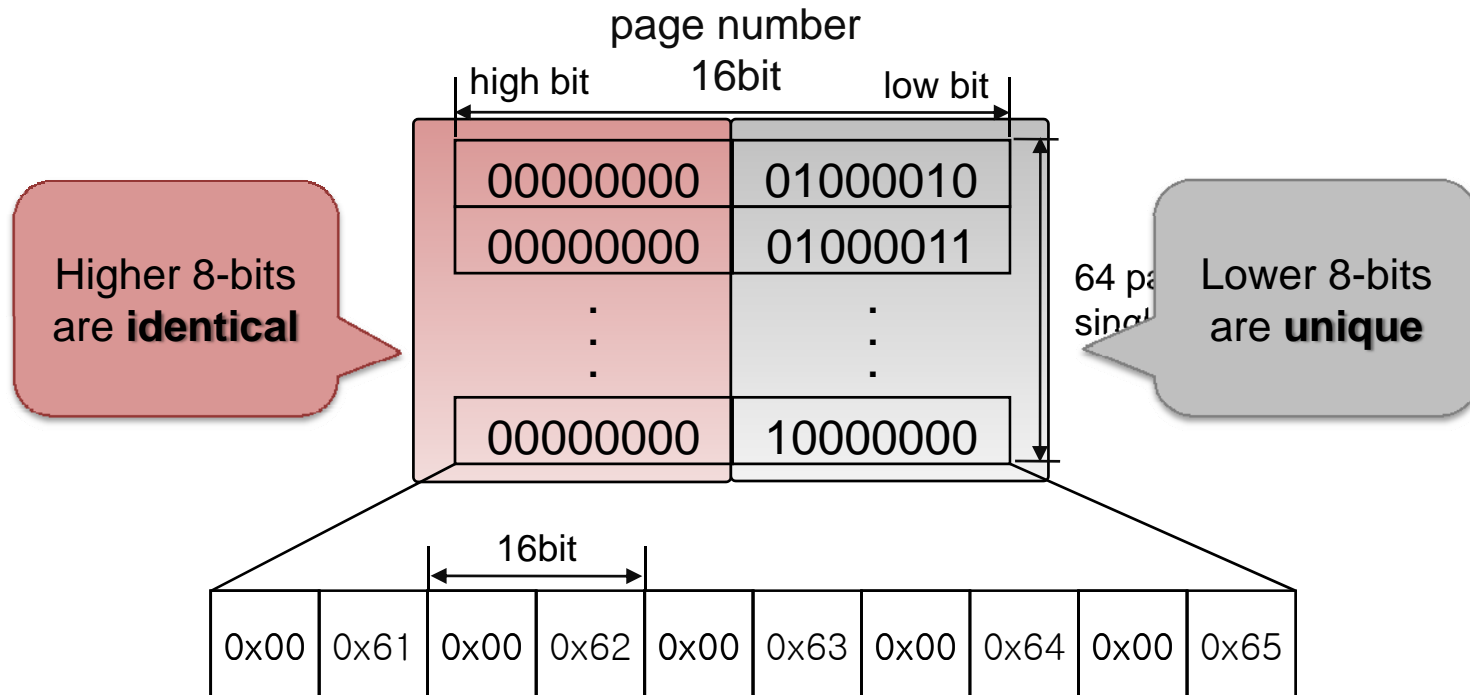 page number
16bit
high bit
low bit
00000000 01000010
00000000 01000011
. .
. .
. .
00000000 10000000
Higher 8-bits
are identical
64
Lower 8-bits
are unique
16bit
0x00 0x61 0x00 0x62 0x00 0x63 0x00 0x64 0x00 0x65